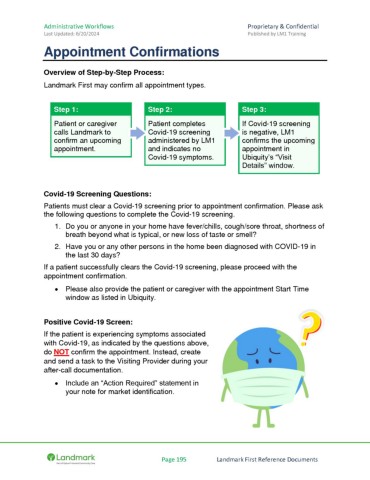 Administrative Workflows Proprietary & Confidential
Last Updated: 6/20/2024 Published by LM1 Training
Appointment Confirmations
Overview of Step-by-Step Process:
Landmark First may confirm all appointment types.
Step 1:
Patient or caregiver
calls Landmark to
confirm an upcoming
appointment.
Step 2:
Patient completes
Covid-19 screening
administered by LM1
and indicates no
Covid-19 symptoms.
Step 3:
If Covid-19 screening
is negative, LM1
confirms the upcoming
appointment in
Ubiquity's "Visit
Details" window.
Covid-19 Screening Questions:
Patients must clear a Covid-19 screening prior to appointment confirmation. Please ask
the following questions to complete the Covid-19 screening.
1. Do you or anyone in your home have fever/chills, cough/sore throat, shortness of
breath beyond what is typical, or new loss of taste or smell?
2. Have you or any other persons in the home been diagnosed with COVID-19 in
the last 30 days?
If a patient successfully clears the Covid-19 screening, please proceed with the
appointment confirmation.
• Please also provide the patient or caregiver with the appointment Start Time
window as listed in Ubiquity.
Positive Covid-19 Screen:
If the patient is experiencing symptoms associated
with Covid-19, as indicated by the questions above,
do NOT confirm the appointment. Instead, create
and send a task to the Visiting Provider during your
after-call documentation.
• Include an "Action Required" statement in
your note for market identification.
?
Landmark
Page 195 Landmark First Reference Documents